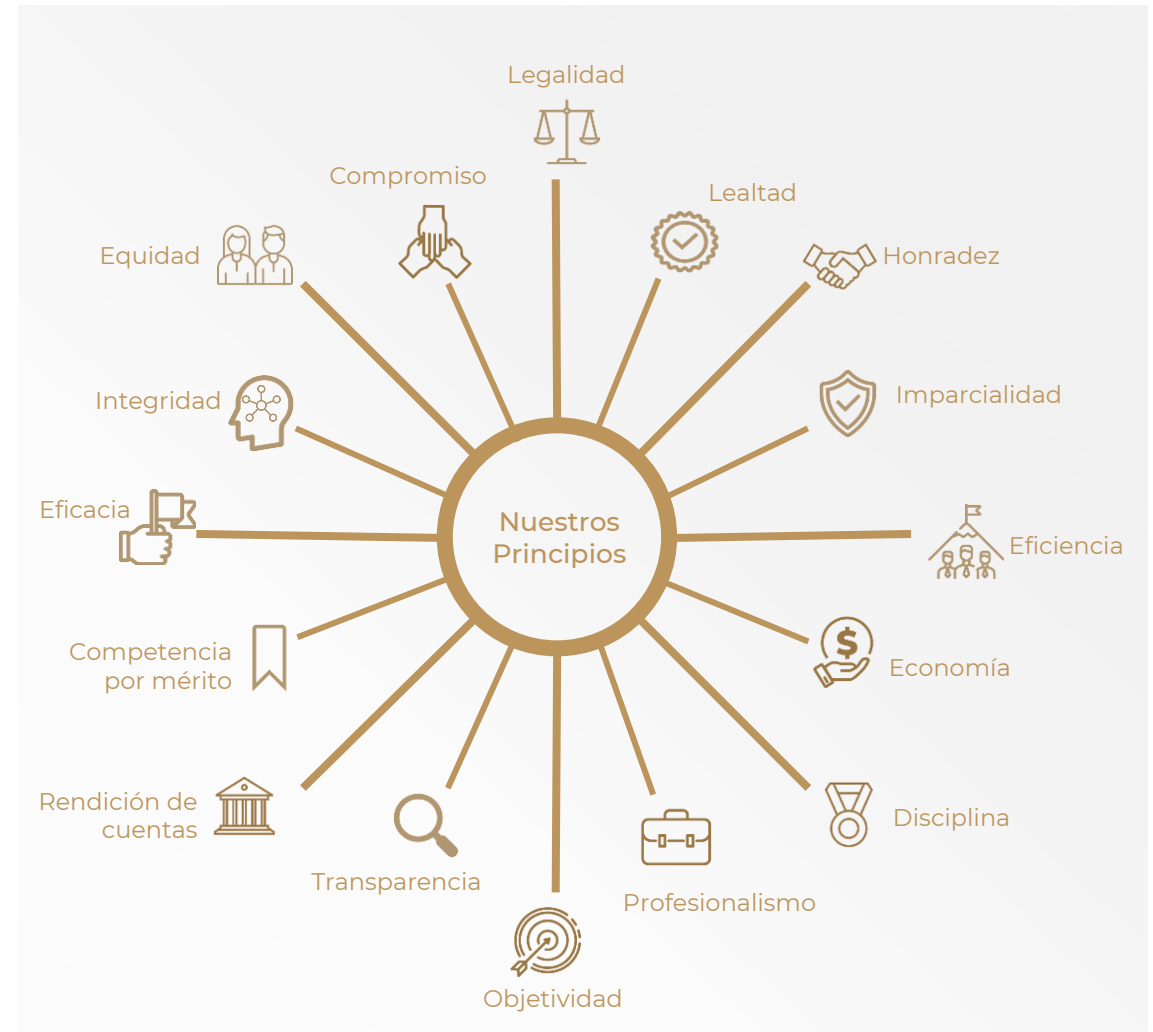 Legalidad
Compromiso
Lealtad
Equidad
Honradez
Integridad
Imparcialidad
Eficacia
Nuestros
Principios
Eficiencia
Competencia
por mérito
Economía
Rendición de
cuentas
Disciplina
Transparencia
Profesionalismo
Objetividad